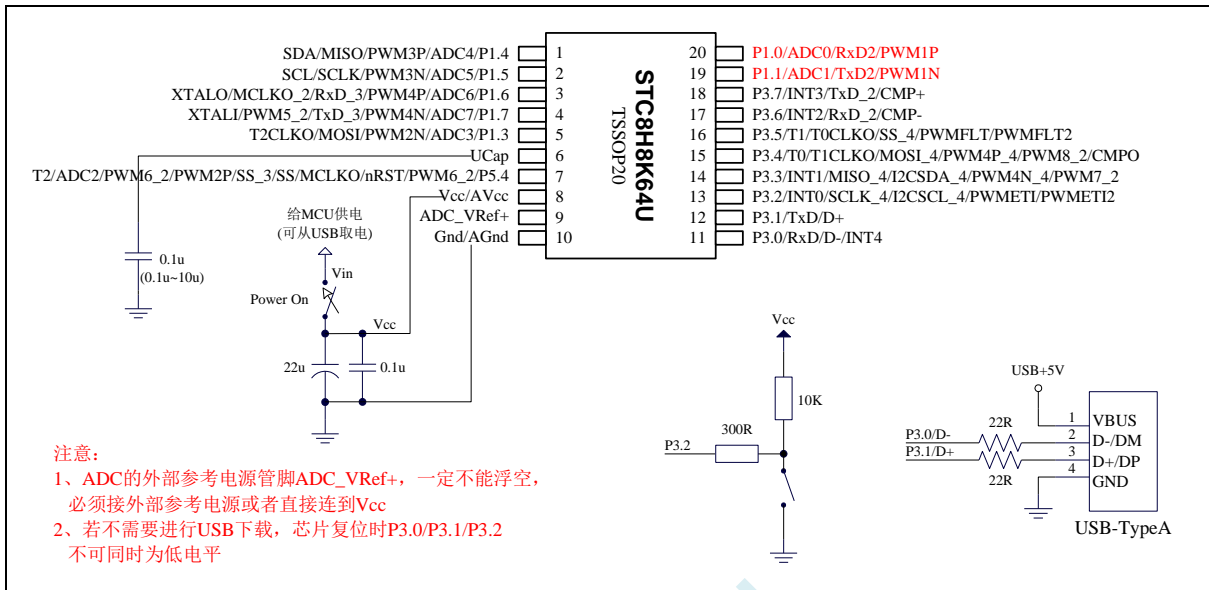 SDA/MISO/PWM3P/ADC4/P1.4
SCL/SCLK/PWM3N/ADC5/P1.5
XTALO/MCLKO_2/RxD_3/PWM4P/ADC6/P1.6
XTALI/PWM5_2/TxD_3/PWM4N/ADC7/P1.7
T2CLKO/MOSI/PWM2N/ADC3/P1.3
UCap
T2/ADC2/PWM6_2/PWM2P/SS_3/SS/MCLKO/nRST/PWM6_2/P5.4
Vcc/AVcc
ADC_VRef+
Gnd/AGnd
1
2
3
4
5
6
7
8
9
10
STC8H8K64U
TSSOP20
20
19
18
17
16
15
14
13
12
11
P1.0/ADC0/RxD2/PWM1P
P1.1/ADC1/TxD2/PWM1N
P3.7/INT3/TxD_2/CMP+
P3.6/INT2/RxD_2/CMP-
P3.5/T1/T0CLKO/SS_4/PWMFLT/PWMFLT2
P3.4/T0/T1CLKO/MOSI_4/PWM4P_4/PWM8_2/CMPO
P3.3/INT1/MISO_4/I2CSDA_4/PWM4N_4/PWM7_2
P3.2/INT0/SCLK_4/I2CSCL_4/PWMETI/PWMETI2
P3.1/TxD/D+
P3.0/RxD/D-/INT4
0.1u
(0.1u~10u)
给MCU供电
(可从USB取电)
Vin
Power On
Vcc
22u
0.1u
Vcc
10K
300R
P3.2
USB+5V
P3.0/D-
P3.1/D+
22R
22R
1
2
3
4
VBUS
D-/DM
D+/DP
GND
USB-TypeA
注意：
1、ADC的外部参考电源管脚ADC_VRef+，一定不能浮空，
必须接外部参考电源或者直接连到Vcc
2、若不需要进行USB下载，芯片复位时P3.0/P3.1/P3.2
不可同时为低电平